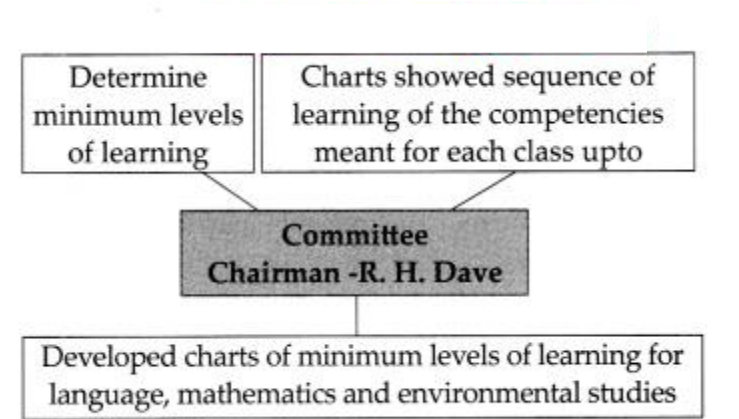 Determine
minimum levels
of learning
Charts showed sequence of
learning of the competencies
meant for each class upto
Committee
Chairman -R. H. Dave
Developed charts of minimum levels of learning for
language, mathematics and environmental studies